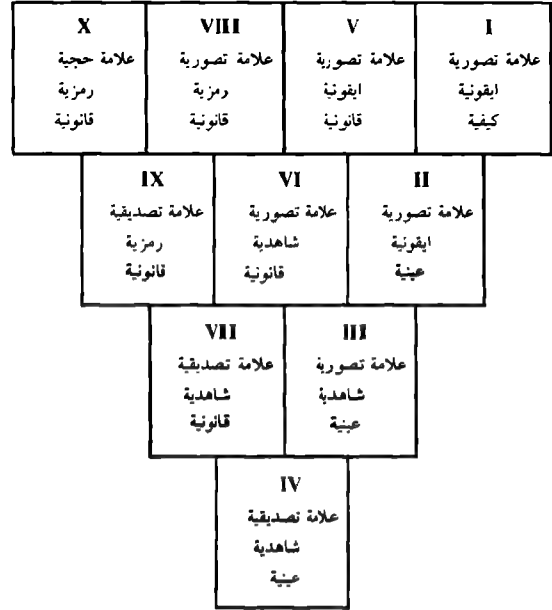 I
علامة تصورية
ايقونية
كيفية
V
علامة تصورية
ايقونية
قانونية
VIII
علامة تصورية
رمزية
قانونية
X
علامة حجية
رمزية
قانونية
II
علامة تصورية
ايقونية
عينية
VI
علامة تصورية
شاهدية
قانونية
IX
علامة تصديقية
رمزية
قانونية
III
علامة تصورية
شاهدية
عينية
VII
علامة تصديقية
شاهدية
قانونية
IV
علامة تصديقية
شاهدية
عينية